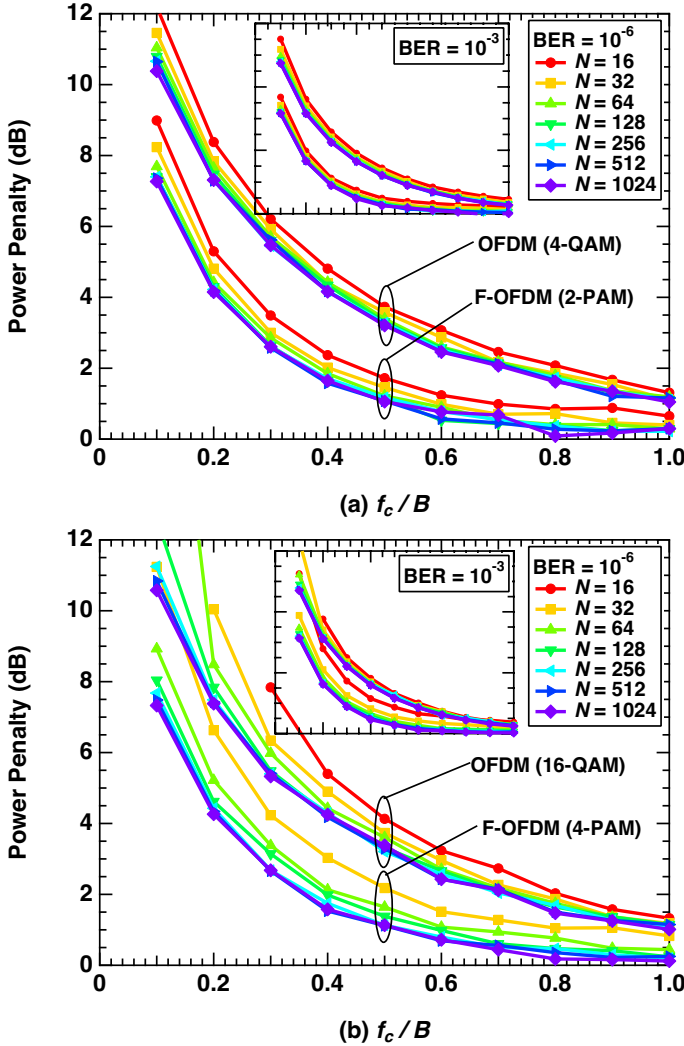 12
10
8
6
4
2
0
Power Penalty (dB)
BER = 10-3
BER = 10-6
N = 16
N = 32
N = 64
N = 128
N = 256
N = 512
N = 1024
OFDM (4-QAM)
F-OFDM (2-PAM)
0 0.2 0.4 0.6 0.8 1.0
(a) fc / B
12
10
8
6
4
2
0
Power Penalty (dB)
BER = 10-3
BER = 10-6
N = 16
N = 32
N = 64
N = 128
N = 256
N = 512
N = 1024
OFDM (16-QAM)
F-OFDM (4-PAM)
0 0.2 0.4 0.6 0.8 1.0
(b) fc / B